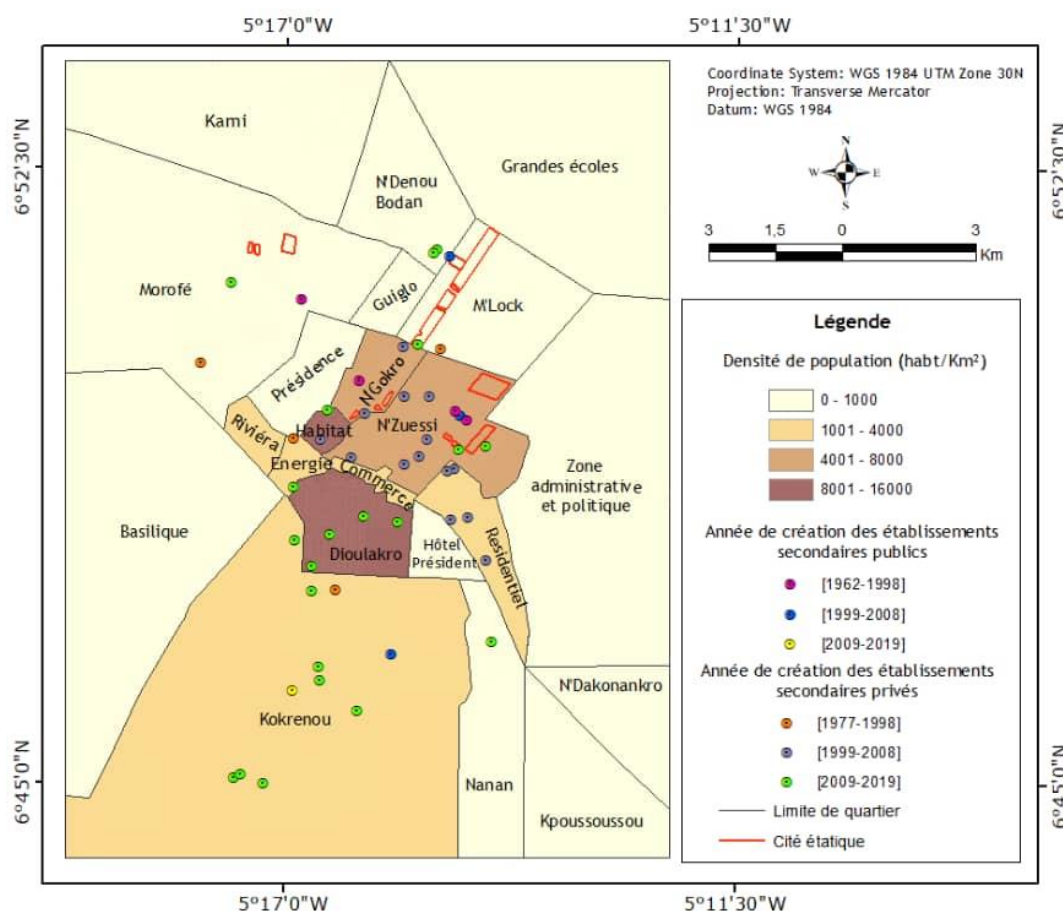 5°17'0"W
5°11'30"W
6°52'30"N
6°52'30"N
Coordinate System: WGS 1984 UTM Zone 30N
Projection: Transverse Mercator
Datum: WGS 1984
N
W
E
S
3
1,5
0
3
Km
Kami
Grandes écoles
N'Denou
Bodan
Morofé
Guiglo
M'Lock
Présidence
N'Gokro
Riviéra
Habitat
N'Zuessi
Energie
Commerce
Zone
administrative
et politique
Basilique
Dioulakro
Hôtel
Président
Residentiel
N'Dakonankro
Kokrenou
Nanan
Kpoussoussou
Légende
Densité de population (habt/Km²)
0 - 1000
1001 - 4000
4001 - 8000
8001 - 16000
Année de création des établissements
secondaires publics
[1962-1998]
[1999-2008]
[2009-2019]
Année de création des établissements
secondaires privés
[1977-1998]
[1999-2008]
[2009-2019]
Limite de quartier
Cité étatique
6°45'0"N
6°45'0"N
5°17'0"W
5°11'30"W